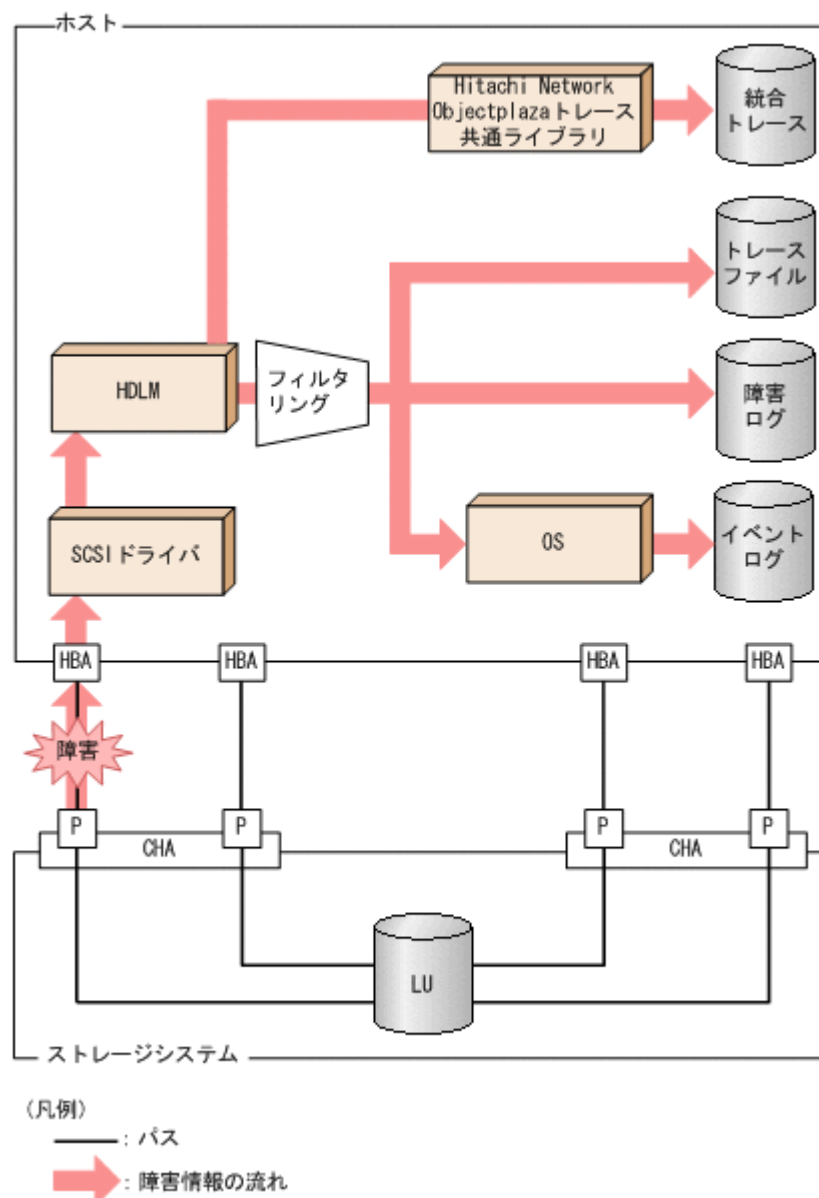 ホスト
Hitachi Network
Objectplazaトレース
共通ライブラリ
統合
トレース
トレース
ファイル
HDLM
フィルタ
リング
障害
ログ
SCSIドライバ
OS
イベント
ログ
HBA
HBA
HBA
HBA
障害
P
P
P
P
CHA
CHA
LU
ストレージシステム
(凡例)
: パス
: 障害情報の流れ